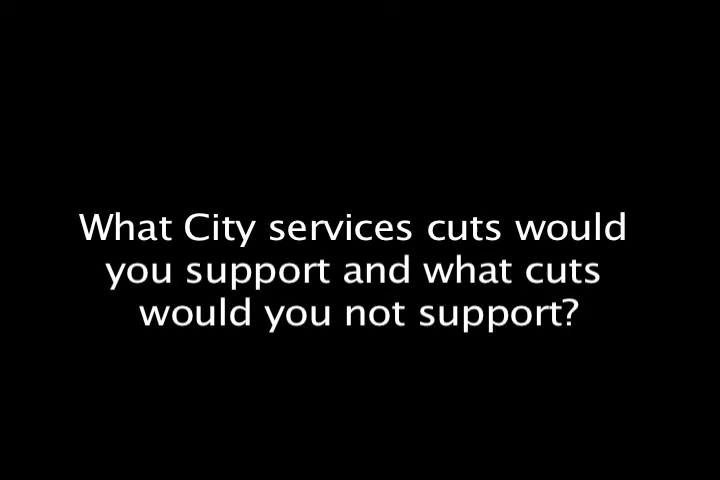 What City services cuts would
you support and what cuts
would you not support?